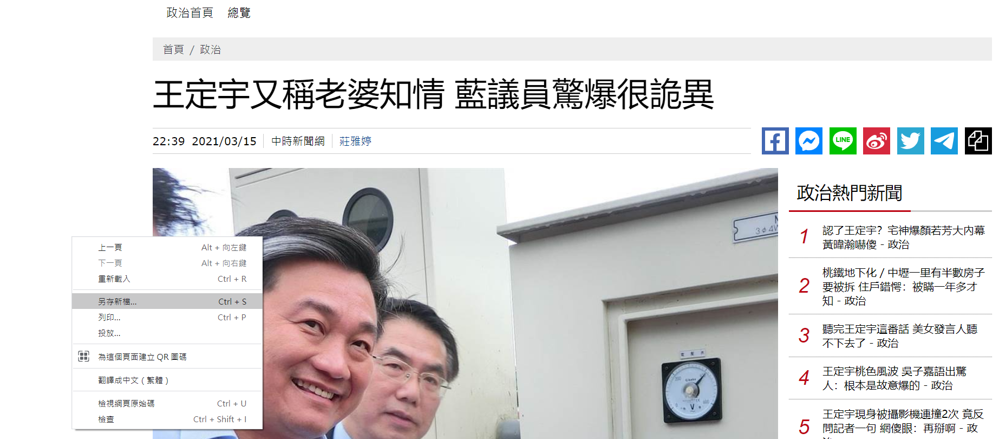 政治首頁 總覽
首頁 / 政治
王定宇又稱老婆知情 藍議員驚爆很詭異
22:39 2021/03/15 中時新聞網 莊雅婷
LINE
政治熱門新聞
1 認了王定宇？宅神爆顏若芳大內幕
黃暐瀚嚇傻 - 政治
2 桃鐵地下化／中壢一里有半數房子
要被拆 住戶錯愕：被瞞一年多才
知 - 政治
3 聽完王定宇這番話 美女發言人聽
不下去了 - 政治
4 王定宇桃色風波 吳子嘉語出驚
人：根本是故意爆的 - 政治
5 王定宇現身被攝影機連撞2次 竟反
問記者一句 網傻眼：再掰啊 - 政
上一頁 Alt + 向左鍵
下一頁 Alt + 向右鍵
重新載入 Ctrl + R
另存新檔... Ctrl + S
列印... Ctrl + P
投放...
為這個頁面建立 QR 圖碼
翻譯成中文 ( 繁體 )
檢視網頁原始碼 Ctrl + U
檢查 Ctrl + Shift + I
3φ4W
電壓表
200
0
600
V